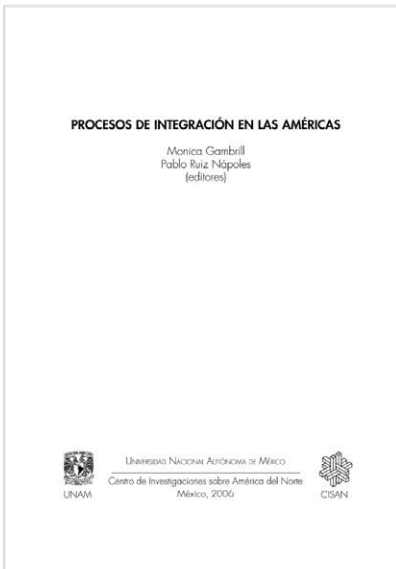 PROCESOS DE INTEGRACIÓN EN LAS AMÉRICAS
Monica Gambrill
Pablo Ruiz Nápoles
(editores)
UNIVERSIDAD NACIONAL AUTÓNOMA DE MÉXICO
Centro de Investigaciones sobre América del Norte
México, 2006
UNAM
CISAN